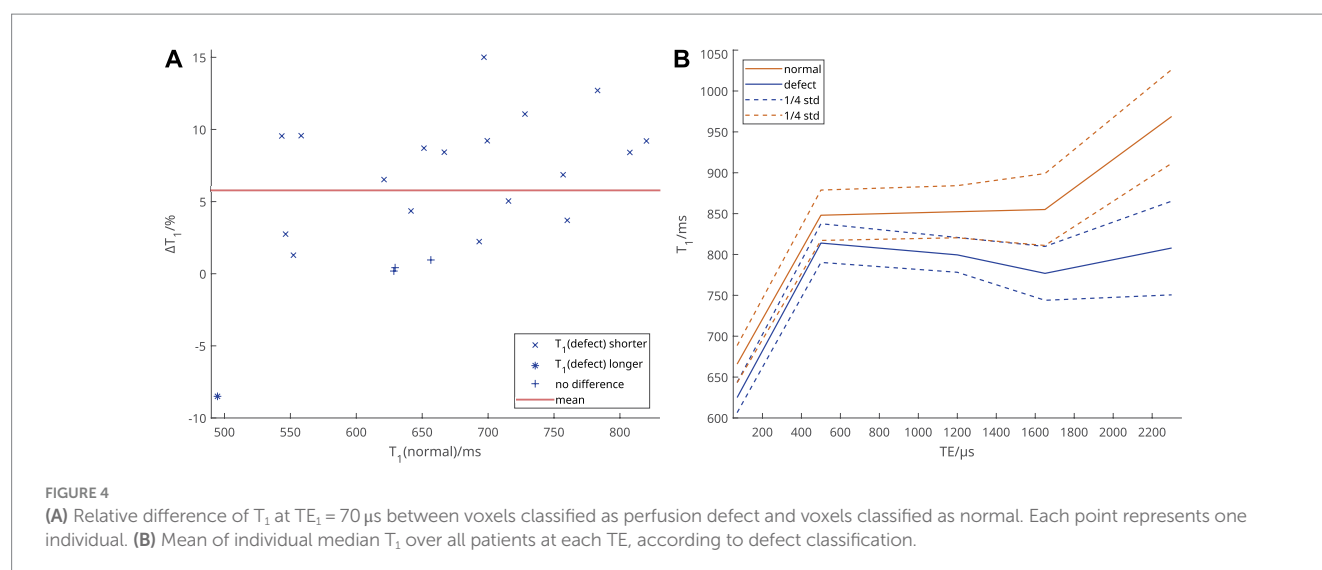 A
15
10
5
0
-5
-10
ΔT₁/%
500 550 600 650 700 750 800
T₁(normal)/ms
T₁(defect) shorter
T₁(defect) longer
no difference
mean
B
1050
1000
950
900
850
800
750
700
650
600
T₁/ms
200 400 600 800 1000 1200 1400 1600 1800 2000 2200
TE/µs
normal
defect
1/4 std
1/4 std
FIGURE 4
(A) Relative difference of T₁ at TE₁ = 70 µs between voxels classified as perfusion defect and voxels classified as normal. Each point represents one
individual. (B) Mean of individual median T₁ over all patients at each TE, according to defect classification.